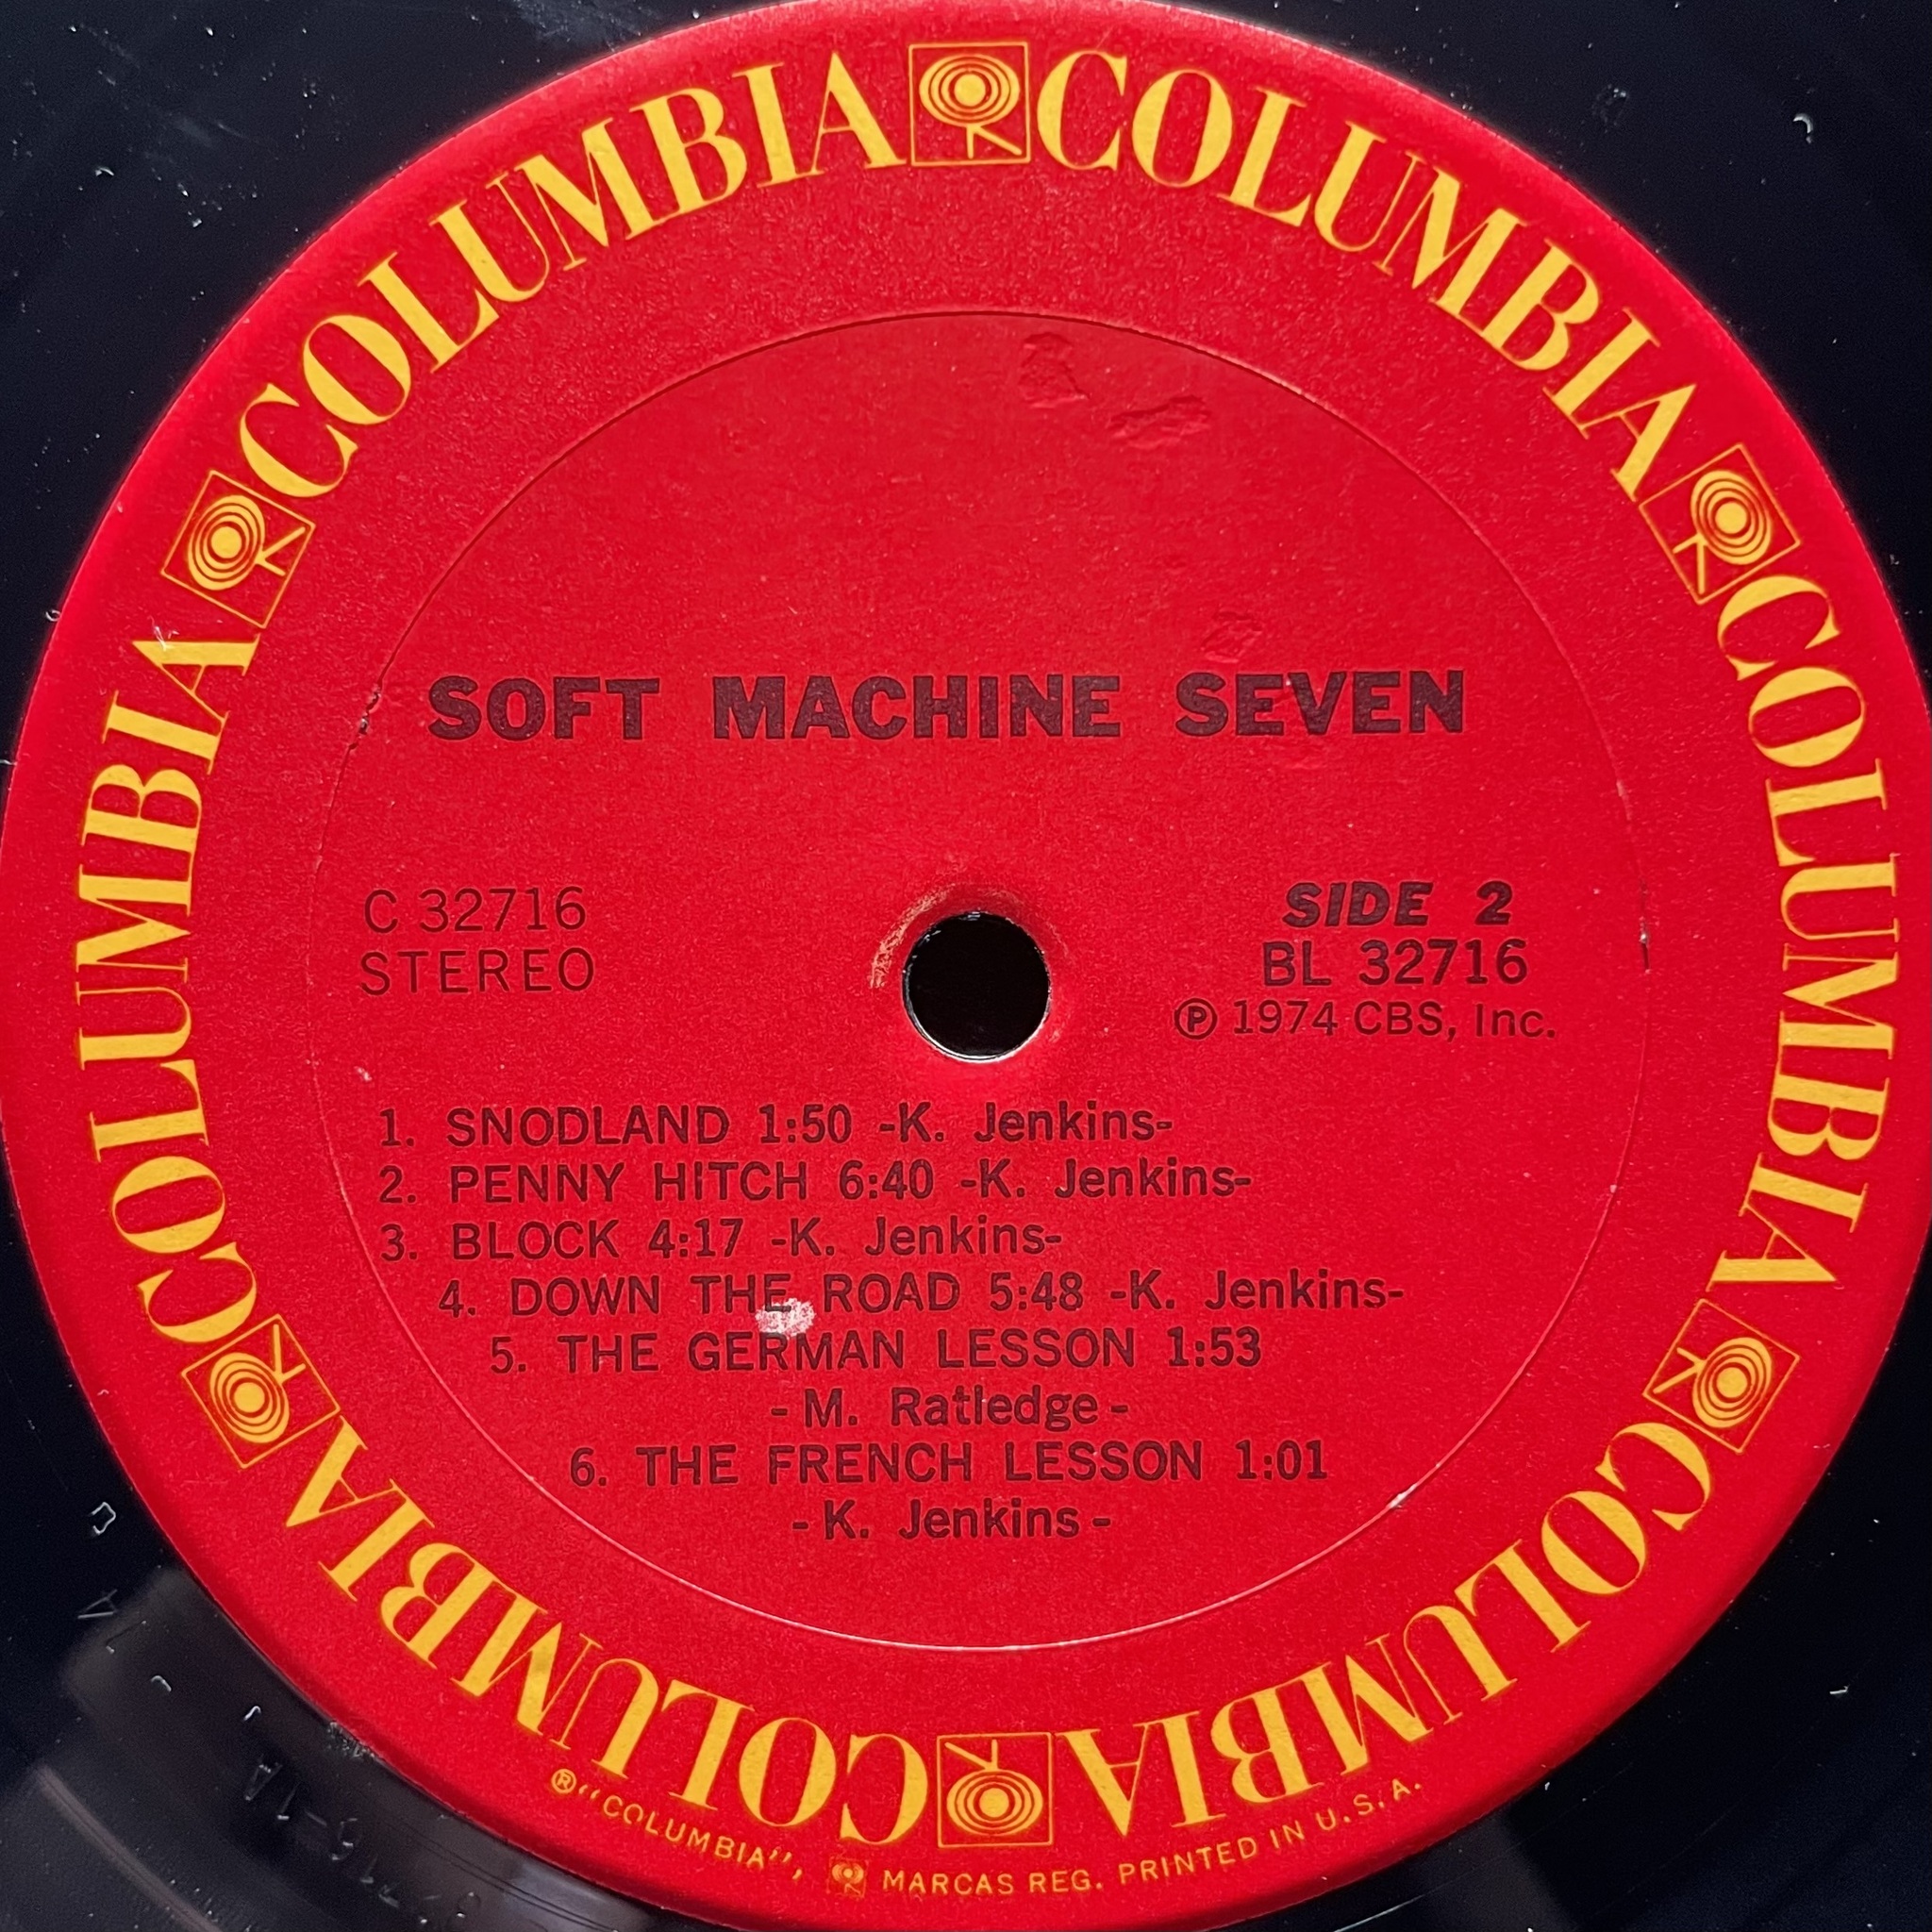 COLUMBIA COLUMBIA COLUMBIA COLUMBIA COLUMBIA COLUMBIA
SOFT MACHINE SEVEN
C 32716
STEREO
SIDE 2
BL 32716
Ⓟ 1974 CBS, Inc.
1. SNODLAND 1:50 -K. Jenkins-
2. PENNY HITCH 6:40 -K. Jenkins-
3. BLOCK 4:17 -K. Jenkins-
4. DOWN THE ROAD 5:48 -K. Jenkins-
5. THE GERMAN LESSON 1:53
- M. Ratledge -
6. THE FRENCH LESSON 1:01
- K. Jenkins -
® "COLUMBIA", MARCAS REG. PRINTED IN U.S.A.